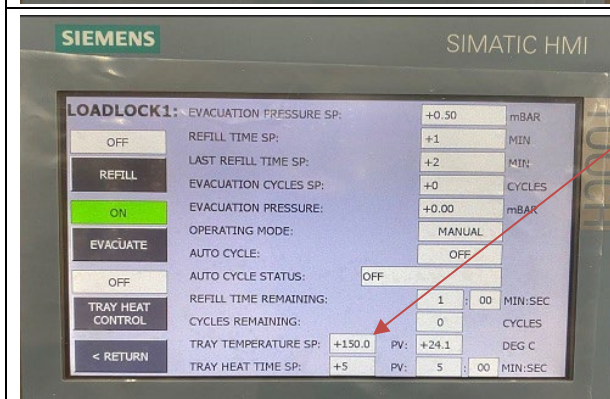 SIEMENS
SIMATIC HMI
TOUCH
LOADLOCK1:
EVACUATION PRESSURE SP: +0.50 mBAR
OFF
REFILL TIME SP: +1 MIN
LAST REFILL TIME SP: +2 MIN
REFILL
EVACUATION CYCLES SP: +0 CYCLES
ON
EVACUATION PRESSURE: +0.00 mBAR
OPERATING MODE: MANUAL
EVACUATE
AUTO CYCLE: OFF
OFF
AUTO CYCLE STATUS: OFF
REFILL TIME REMAINING: 1 : 00 MIN:SEC
TRAY HEAT
CONTROL
CYCLES REMAINING: 0 CYCLES
TRAY TEMPERATURE SP: +150.0 PV: +24.1 DEG C
< RETURN
TRAY HEAT TIME SP: +5 PV: 5 : 00 MIN:SEC